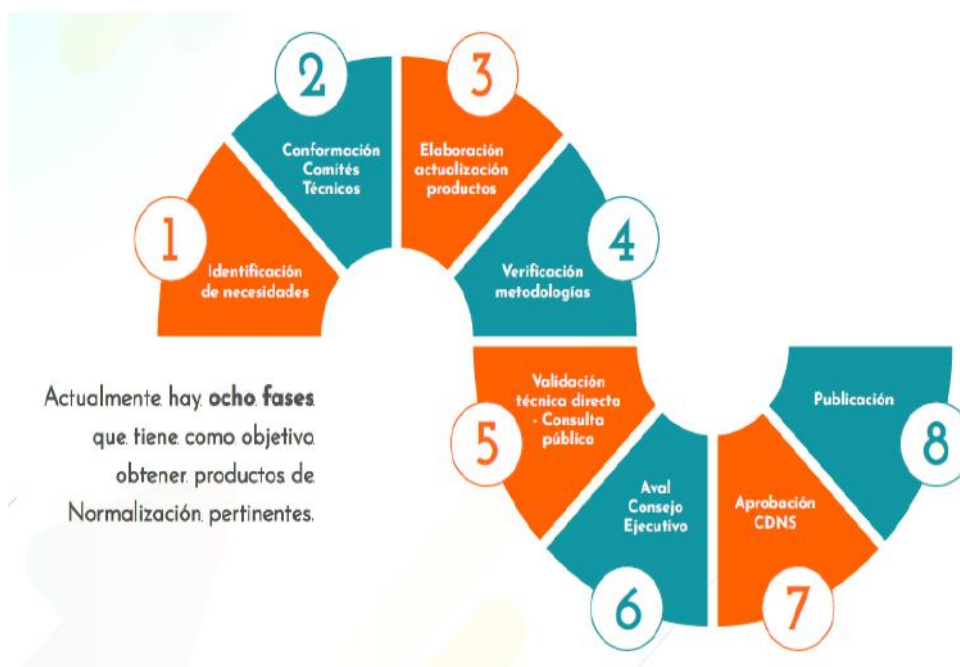 1
Identificación
de necesidades
2
Conformación
Comités
Técnicos
3
Elaboración
actualización
productos
4
Verificación
metodologías
5
Validación
técnica directa
- Consulta
pública
6
Aval
Consejo
Ejecutivo
7
Aprobación
CDNS
8
Publicación
Actualmente hay ocho fases
que tiene como objetivo
obtener productos de
Normalización pertinentes.